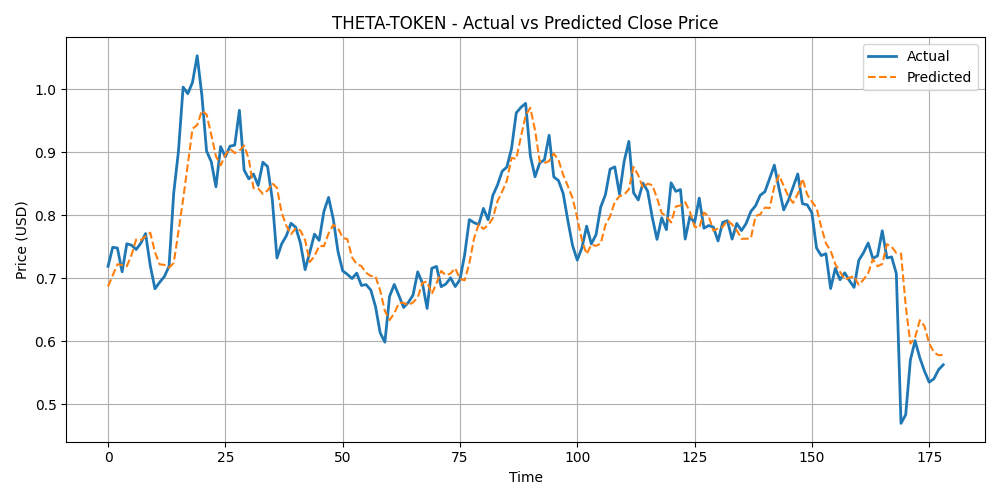 THETA-TOKEN - Actual vs Predicted Close Price
Actual
Predicted
Price (USD)
1.0
0.9
0.8
0.7
0.6
0.5
0 25 50 75 100 125 150 175
Time